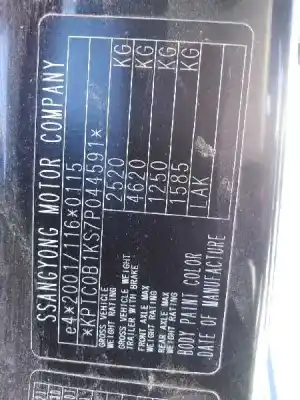 SSANGYONG MOTOR COMPANY
e4*2001/116*0115
*KPTC0B1KS7P044591*
GROSS VEHICLE WEIGHT RATING 2520 KG
GROSS VEHICLE WEIGHT TRAILER WITH BRAKE 4620 KG
FRONT AXLE MAX WEIGHT RATING 1250 KG
REAR AXLE MAX WEIGHT RATING 1585 KG
BODY PAINT COLOR LAK
DATE OF MANUFACTURE